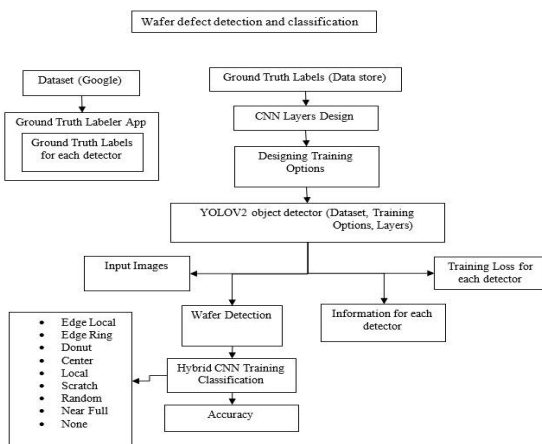 Wafer defect detection and classification
Dataset (Google)
Ground Truth Labeler App
Ground Truth Labels
for each detector
Ground Truth Labels (Data store)
CNN Layers Design
Designing Training
Options
YOLOV2 object detector (Dataset, Training
Options, Layers)
Input Images
Training Loss for
each detector
Wafer Detection
Information for each
detector
Hybrid CNN Training
Classification
Accuracy
• Edge Local
• Edge Ring
• Donut
• Center
• Local
• Scratch
• Random
• Near Full
• None